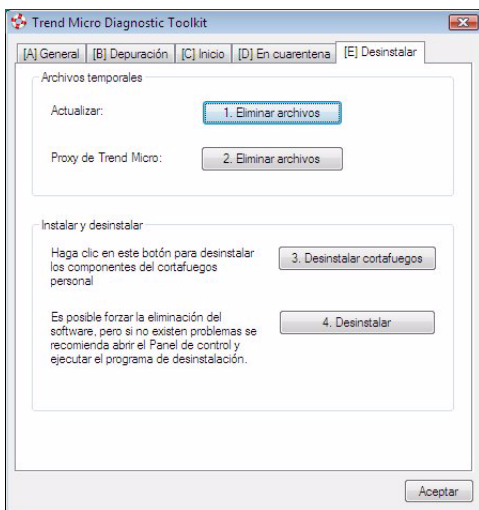 Trend Micro Diagnostic Toolkit
[A] General [B] Depuración [C] Inicio [D] En cuarentena [E] Desinstalar
Archivos temporales
Actualizar: 1. Eliminar archivos
Proxy de Trend Micro: 2. Eliminar archivos
Instalar y desinstalar
Haga clic en este botón para desinstalar
los componentes del cortafuegos
personal
3. Desinstalar cortafuegos
Es posible forzar la eliminación del
software, pero si no existen problemas se
recomienda abrir el Panel de control y
ejecutar el programa de desinstalación.
4. Desinstalar
Aceptar